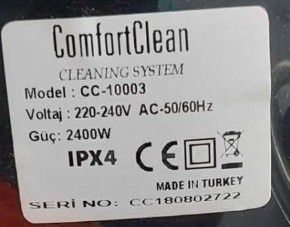 ComfortClean
CLEANING SYSTEM
Model : CC-10003
Voltaj : 220-240V AC-50/60Hz
Güç: 2400W
IPX4 CE
MADE IN TURKEY
SERİ NO: CC180802722